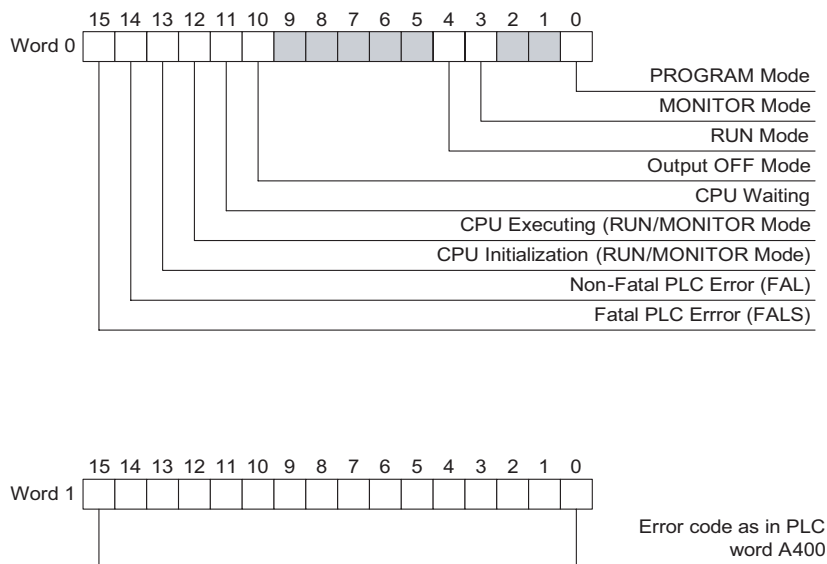 15 14 13 12 11 10 9 8 7 6 5 4 3 2 1 0
Word 0
PROGRAM Mode
MONITOR Mode
RUN Mode
Output OFF Mode
CPU Waiting
CPU Executing (RUN/MONITOR Mode
CPU Initialization (RUN/MONITOR Mode)
Non-Fatal PLC Error (FAL)
Fatal PLC Errror (FALS)
15 14 13 12 11 10 9 8 7 6 5 4 3 2 1 0
Word 1
Error code as in PLC
word A400